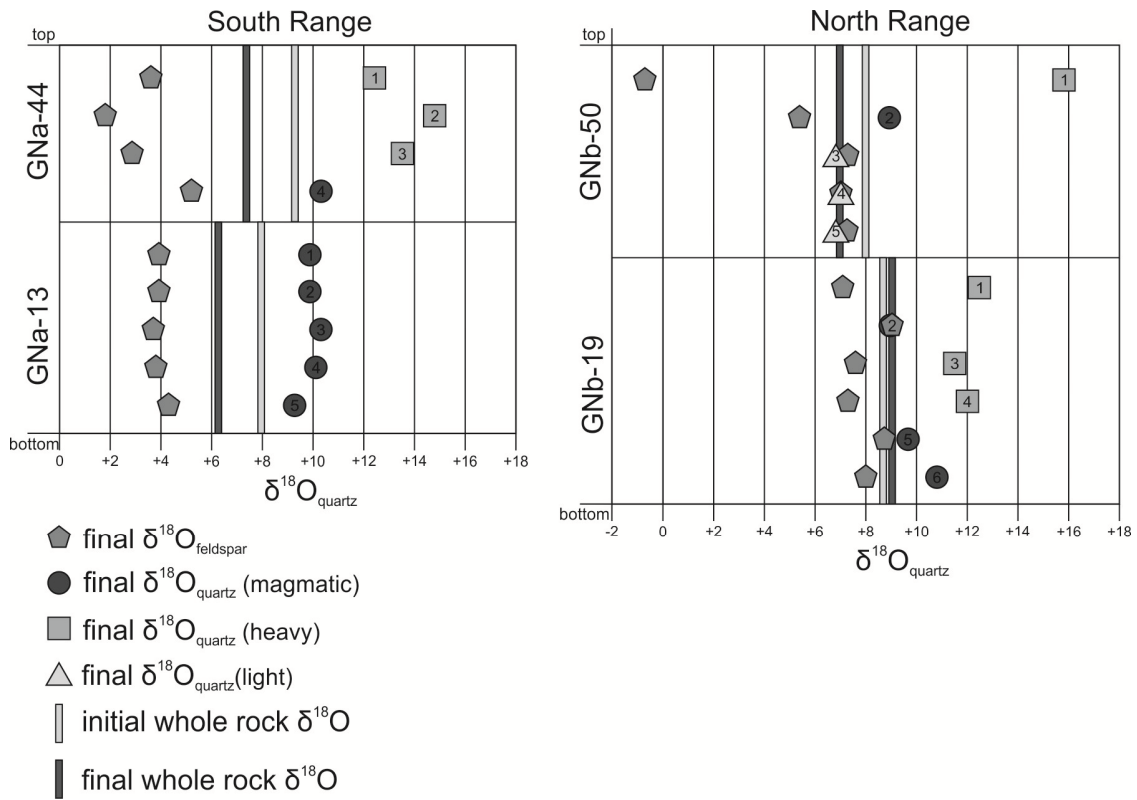 South Range
top
GNa-44
1
2
3
4
GNa-13
1
2
3
4
5
bottom
0 +2 +4 +6 +8 +10 +12 +14 +16 +18
δ¹⁸Oquartz
North Range
top
GNb-50
1
2
3
4
5
GNb-19
1
2
3
4
5
6
bottom
-2 0 +2 +4 +6 +8 +10 +12 +14 +16 +18
δ¹⁸Oquartz
final δ¹⁸Ofeldspar
final δ¹⁸Oquartz (magmatic)
final δ¹⁸Oquartz (heavy)
final δ¹⁸Oquartz(light)
initial whole rock δ¹⁸O
final whole rock δ¹⁸O